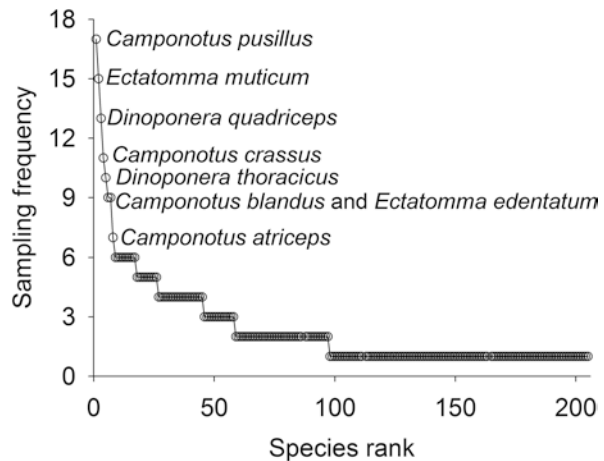 18
Camponotus pusillus
15
Ectatomma muticum
Dinoponera quadriceps
12
Camponotus crassus
Dinoponera thoracicus
9
Camponotus blandus and Ectatomma edentatum
Camponotus atriceps
6
3
0
Sampling frequency
0 50 100 150 200
Species rank